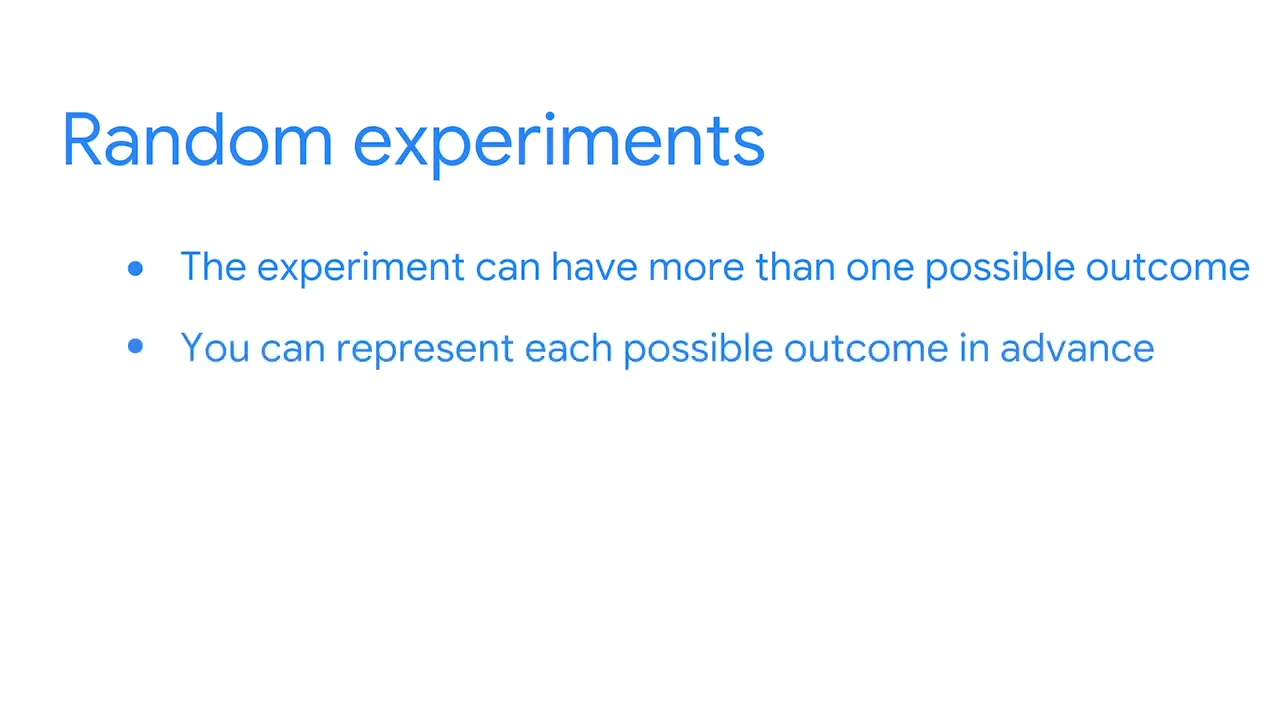 Random experiments
• The experiment can have more than one possible outcome
• You can represent each possible outcome in advance